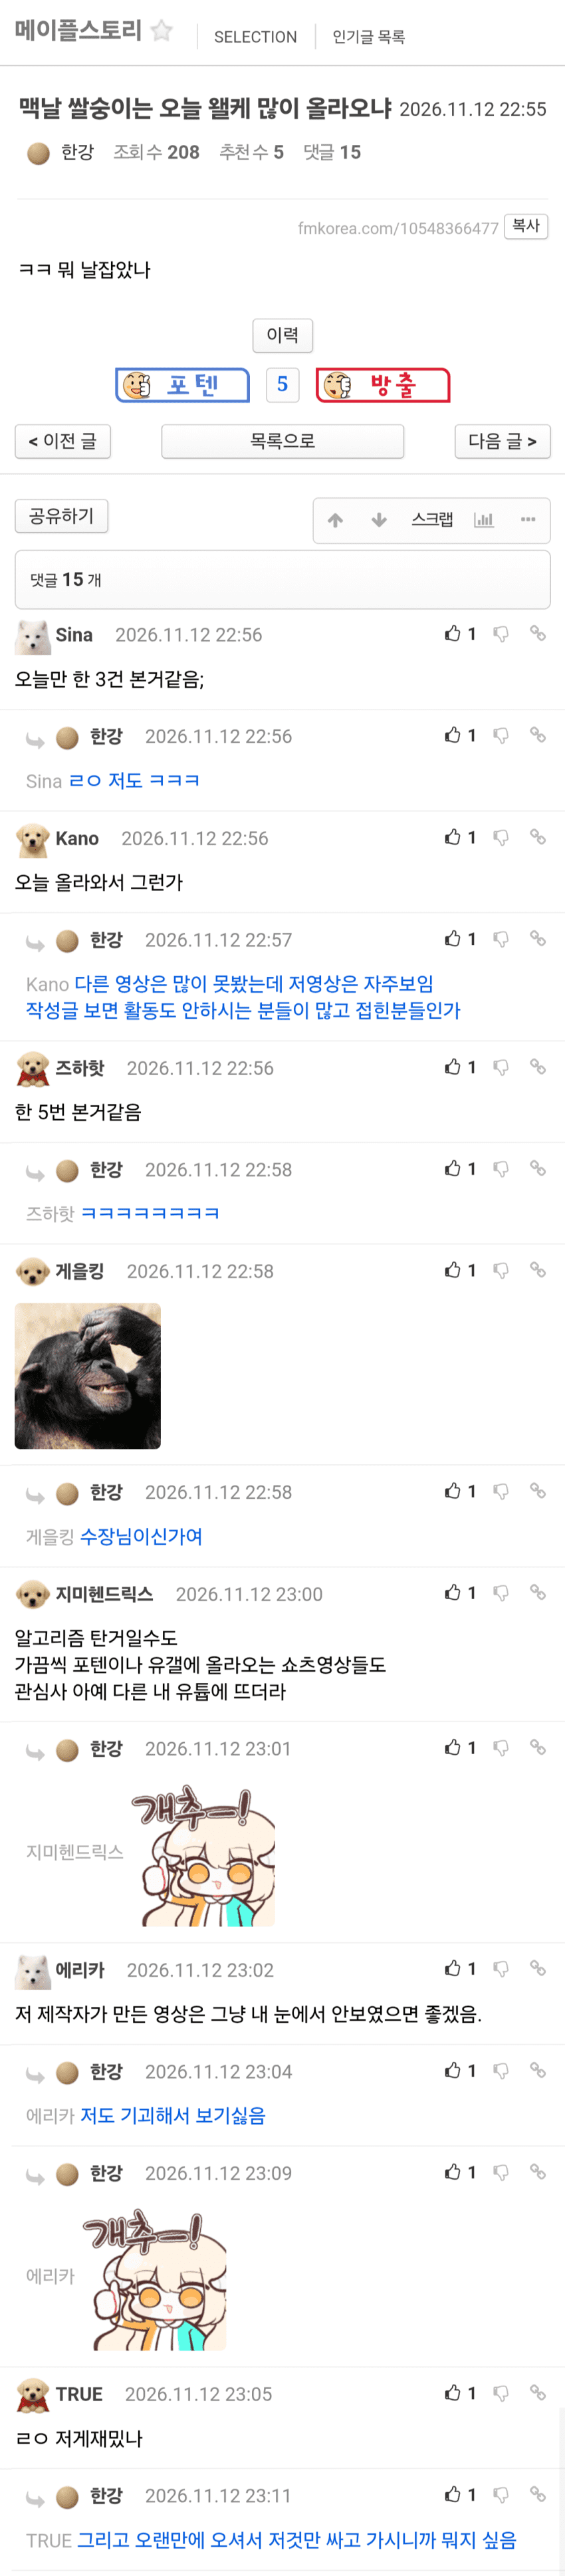 메이플스토리
SELECTION
인기글 목록
맥날 쌀숭이는 오늘 왤케 많이 올라오냐 2026.11.12 22:55
한강 조회 수 208 추천 수 5 댓글 15
fmkorea.com/10548366477 복사
ㅋㅋ 뭐 날잡았나
이력
포텐 5 방출
< 이전 글 목록으로 다음 글 >
공유하기 스크랩
댓글 15 개
Sina 2026.11.12 22:56 1
오늘만 한 3건 본거같음;
한강 2026.11.12 22:56 1
Sina ㄹㅇ 저도 ㅋㅋㅋ
Kano 2026.11.12 22:56 1
오늘 올라와서 그런가
한강 2026.11.12 22:57 1
Kano 다른 영상은 많이 못봤는데 저영상은 자주보임
작성글 보면 활동도 안하시는 분들이 많고 접힌분들인가
즈하핫 2026.11.12 22:56 1
한 5번 본거같음
한강 2026.11.12 22:58 1
즈하핫 ㅋㅋㅋㅋㅋㅋㅋㅋ
게을킹 2026.11.12 22:58 1
한강 2026.11.12 22:58 1
게을킹 수장님이신가여
지미헨드릭스 2026.11.12 23:00 1
알고리즘 탄거일수도
가끔씩 포텐이나 유갤에 올라오는 쇼츠영상들도
관심사 아예 다른 내 유튭에 뜨더라
한강 2026.11.12 23:01 1
개추ㅡ!
지미헨드릭스
에리카 2026.11.12 23:02 1
저 제작자가 만든 영상은 그냥 내 눈에서 안보였으면 좋겠음.
한강 2026.11.12 23:04 1
에리카 저도 기괴해서 보기싫음
한강 2026.11.12 23:09 1
개추ㅡ!
에리카
TRUE 2026.11.12 23:05 1
ㄹㅇ 저게재밌나
한강 2026.11.12 23:11 1
TRUE 그리고 오랜만에 오셔서 저것만 싸고 가시니까 뭐지 싶음